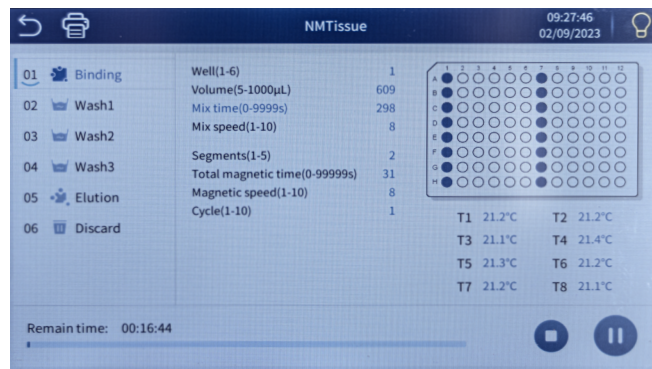 NMTissue
09:27:46
02/09/2023
01 Binding
02 Wash1
03 Wash2
04 Wash3
05 Elution
06 Discard
Well(1-6) 1
Volume(5-1000μL) 609
Mix time(0-9999s) 298
Mix speed(1-10) 8
Segments(1-5) 2
Total magnetic time(0-99999s) 31
Magnetic speed(1-10) 8
Cycle(1-10) 1
1 2 3 4 5 6 7 8 9 10 11 12
A
B
C
D
E
F
G
H
T1 21.2°C T2 21.2°C
T3 21.1°C T4 21.4°C
T5 21.3°C T6 21.2°C
T7 21.2°C T8 21.1°C
Remain time: 00:16:44